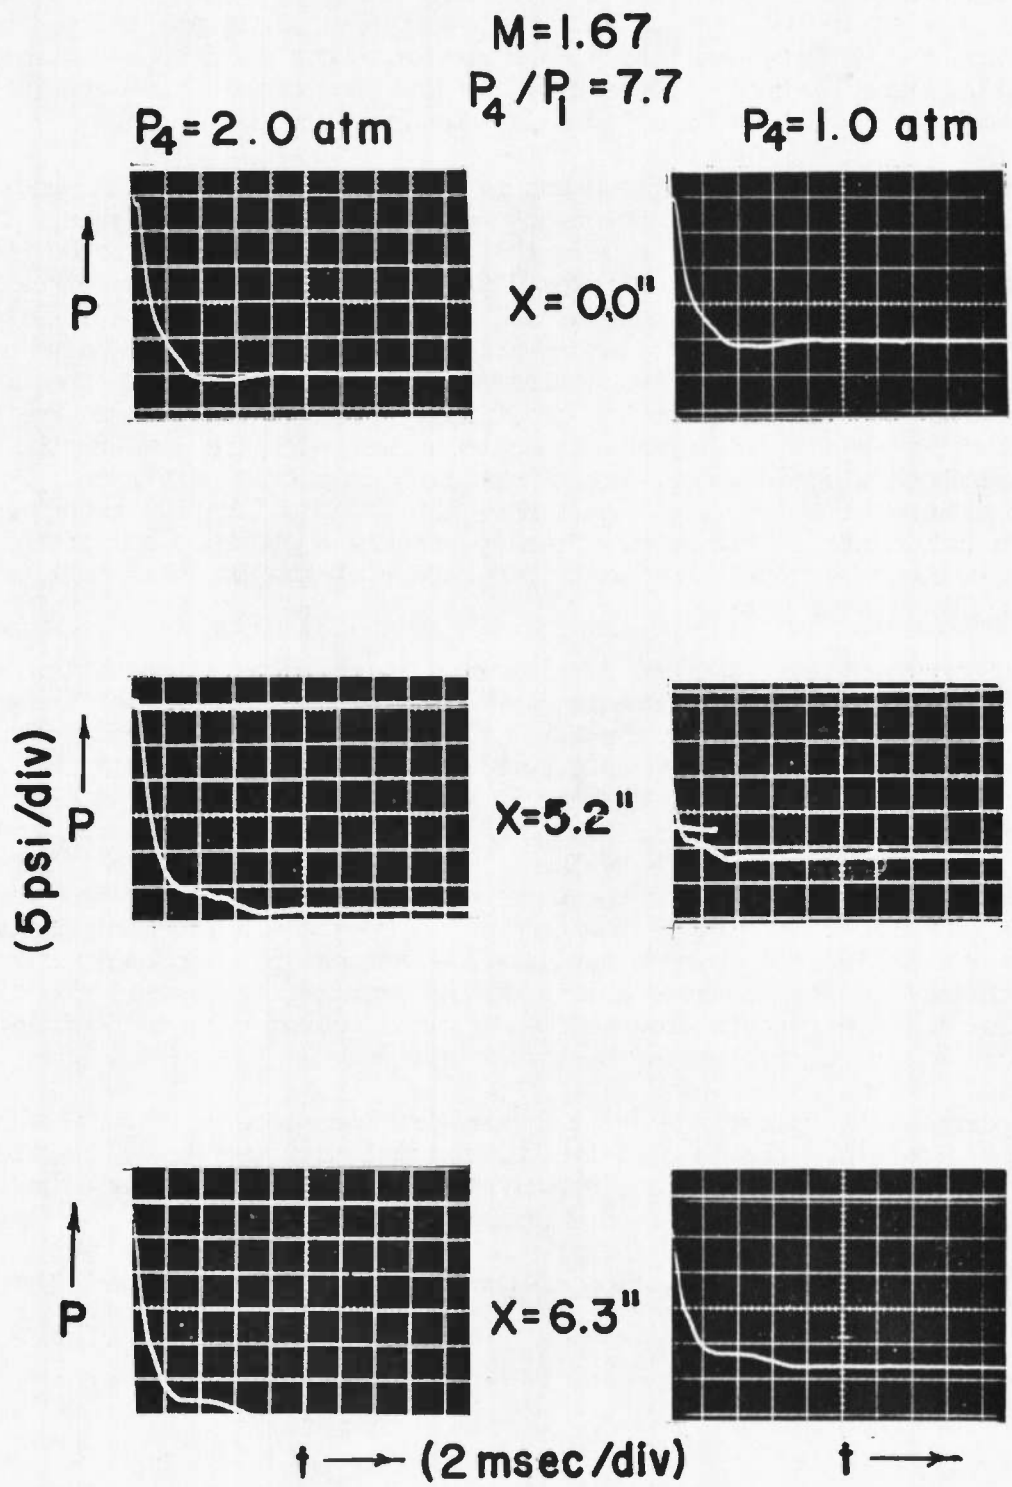 M=1.67
P4/P1=7.7
P4=2.0 atm
P4=1.0 atm
P
X=0.0"
(5 psi/div)
P
X=5.2"
P
X=6.3"
t → (2 msec/div)
t →